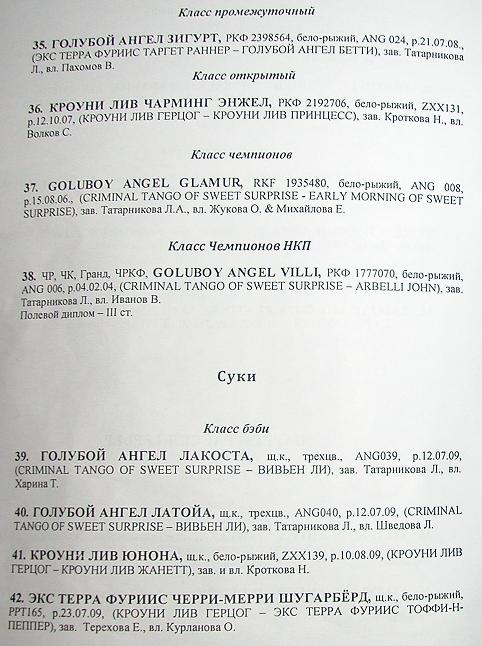 Класс промежуточный
35. ГОЛУБОЙ АНГЕЛ ЗИГУРТ, РКФ 2398564, бело-рыжий, ANG 024, р.21.07.08.,
(ЭКС ТЕРРА ФУРИИС ТАРГЕТ РАННЕР – ГОЛУБОЙ АНГЕЛ БЕТТИ), зав. Татарникова
Л., вл. Пахомов В.
Класс открытый
36. КРОУНИ ЛИВ ЧАРМИНГ ЭНЖЕЛ, РКФ 2192706, бело-рыжий, ZXX131,
р.12.10.07, (КРОУНИ ЛИВ ГЕРЦОГ – КРОУНИ ЛИВ ПРИНЦЕСС), зав. Кроткова Н., вл.
Волков С.
Класс чемпионов
37. GOLUBOY ANGEL GLAMUR, RKF 1935480, бело-рыжий, ANG 008,
р.15.08.06., (CRIMINAL TANGO OF SWEET SURPRISE - EARLY MORNING OF SWEET
SURPRISE), зав. Татарникова Л.А., вл. Жукова О. & Михайлова Е.
Класс Чемпионов НКП
38. ЧР, ЧК, Гранд, ЧРКФ, GOLUBOY ANGEL VILLI, РКФ 1777070, бело-рыжий,
ANG 006, р.04.02.04, (CRIMINAL TANGO OF SWEET SURPRISE – ARBELLI JOHN), зав.
Татарникова Л., вл. Иванов В.
Полевой диплом – III ст.
Суки
Класс бэби
39. ГОЛУБОЙ АНГЕЛ ЛАКОСТА, щ.к., трехцв., ANG039, р.12.07.09,
(CRIMINAL TANGO OF SWEET SURPRISE – ВИВЬЕН ЛИ), зав. Татарникова Л., вл.
Харина Т.
40. ГОЛУБОЙ АНГЕЛ ЛАТОЙА, щ.к., трехцв., ANG040, р.12.07.09, (CRIMINAL
TANGO OF SWEET SURPRISE – ВИВЬЕН ЛИ), зав. Татарникова Л., вл. Шведова Л.
41. КРОУНИ ЛИВ ЮНОНА, щ.к., бело-рыжий, ZXX139, р.10.08.09, (КРОУНИ ЛИВ
ГЕРЦОГ – КРОУНИ ЛИВ ЖАНЕТТ), зав. и вл. Кроткова Н.
42. ЭКС ТЕРРА ФУРИИС ЧЕРРИ-МЕРРИ ШУГАРБЁРД, щ.к., бело-рыжий,
PPT165, р.23.07.09, (КРОУНИ ЛИВ ГЕРЦОГ – ЭКС ТЕРРА ФУРИИС ТОФФИ-Н-
ПЕППЕР), зав. Терехова Е., вл. Курланова О.